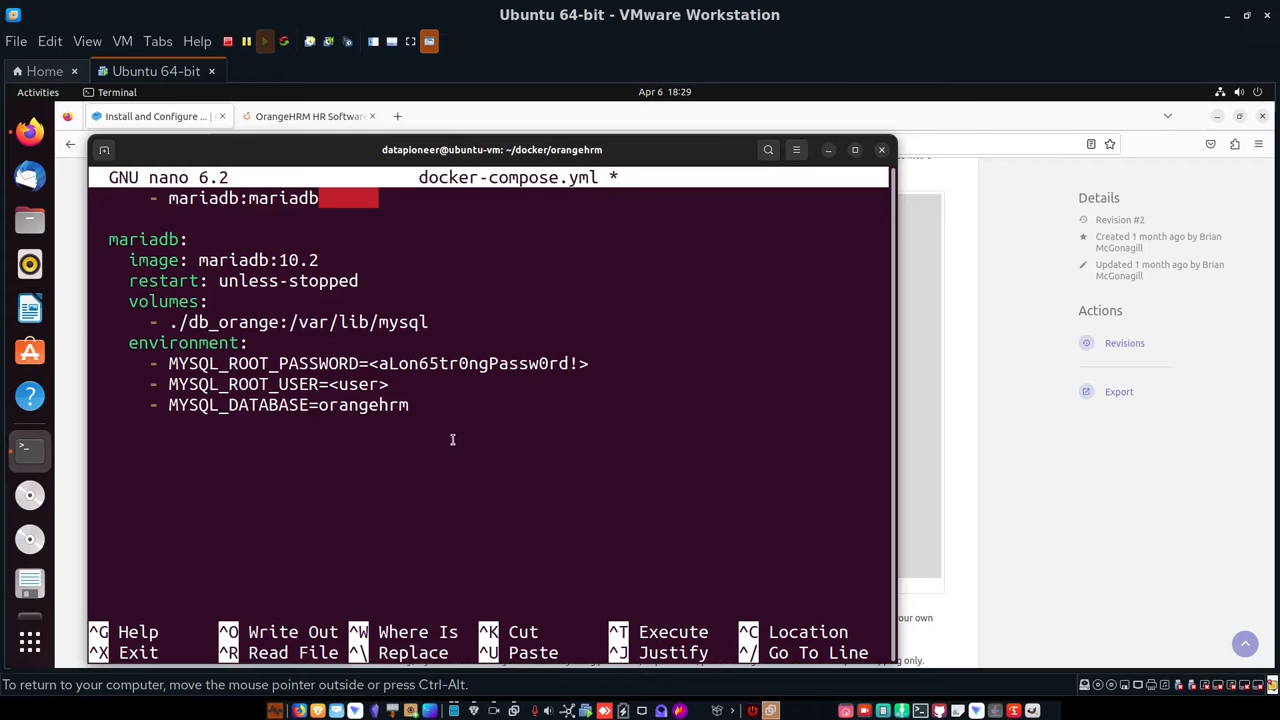 Ubuntu 64-bit - VMware Workstation
File Edit View VM Tabs Help
Home × Ubuntu 64-bit ×
Activities Terminal Apr 6 18:29
Install and Configure ... | × OrangeHRM HR Software × +
datapioneer@ubuntu-vm: ~/docker/orangehrm
GNU nano 6.2 docker-compose.yml *
- mariadb:mariadb
mariadb:
image: mariadb:10.2
restart: unless-stopped
volumes:
- ./db_orange:/var/lib/mysql
environment:
- MYSQL_ROOT_PASSWORD=<aLon65tr0ngPassw0rd!>
- MYSQL_ROOT_USER=<user>
- MYSQL_DATABASE=orangehrm
^G Help ^O Write Out ^W Where Is ^K Cut ^T Execute ^C Location
^X Exit ^R Read File ^\ Replace ^U Paste ^J Justify ^/ Go To Line
Details
Revision #2
Created 1 month ago by Brian
McGonagill
Updated 1 month ago by Brian
McGonagill
Actions
Revisions
Export
your own
only.
To return to your computer, move the mouse pointer outside or press Ctrl-Alt.